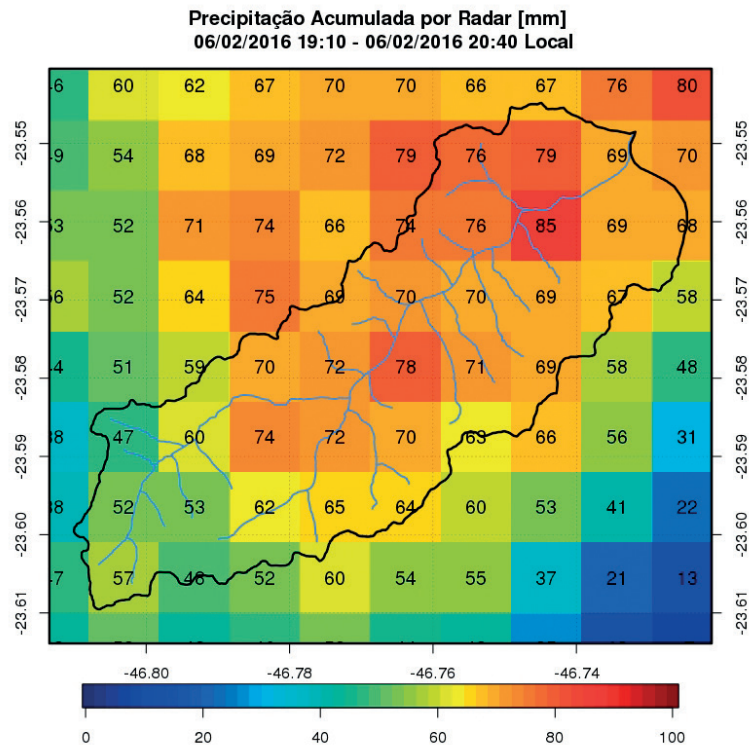 Precipitação Acumulada por Radar [mm]
06/02/2016 19:10 - 06/02/2016 20:40 Local
60 62 67 70 70 66 67 76 80
-23.55
54 68 69 72 79 76 79 69 70
-23.56
52 71 74 66 74 76 85 69 68
-23.57
52 64 75 69 70 70 69 67 58
-23.58
51 59 70 72 78 71 69 58 48
-23.59
47 60 74 72 70 63 66 56 31
-23.60
52 53 62 65 64 60 53 41 22
-23.61
57 48 52 60 54 55 37 21 13
-23.55
-23.56
-23.57
-23.58
-23.59
-23.60
-23.61
-46.80 -46.78 -46.76 -46.74
0 20 40 60 80 100